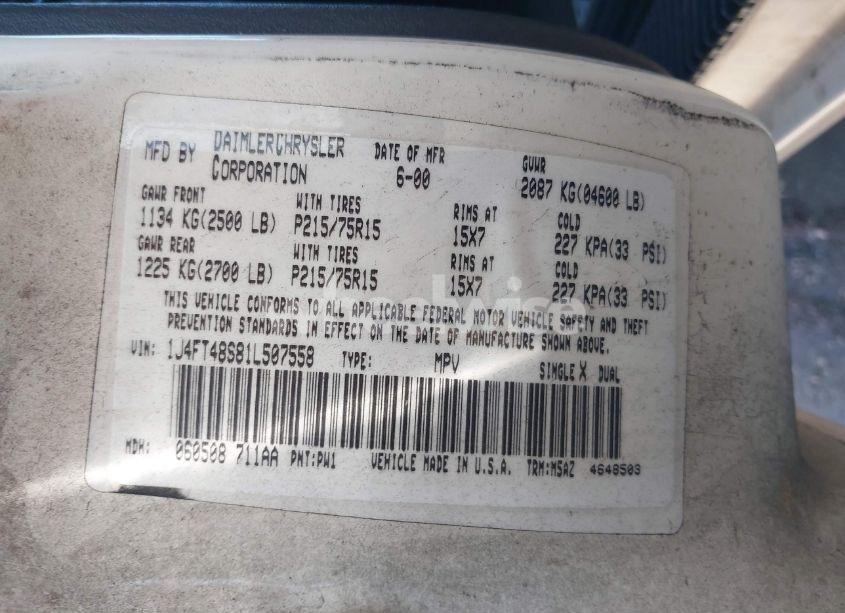 MFD BY DAIMLERCHRYSLER CORPORATION DATE OF MFR 6-00 GVWR 2087 KG(04600 LB)
GAWR FRONT WITH TIRES RIMS AT COLD
1134 KG(2500 LB) P215/75R15 15X7 227 KPA(33 PSI)
GAWR REAR WITH TIRES RIMS AT COLD
1225 KG(2700 LB) P215/75R15 15X7 227 KPA(33 PSI)
THIS VEHICLE CONFORMS TO ALL APPLICABLE FEDERAL MOTOR VEHICLE SAFETY AND THEFT
PREVENTION STANDARDS IN EFFECT ON THE DATE OF MANUFACTURE SHOWN ABOVE.
VIN: 1J4FT48S81L507558 TYPE: MPV SINGLE X DUAL
MDH: 060508 711AA PNT:PW1 VEHICLE MADE IN U.S.A. TRM:M5AZ 4648503